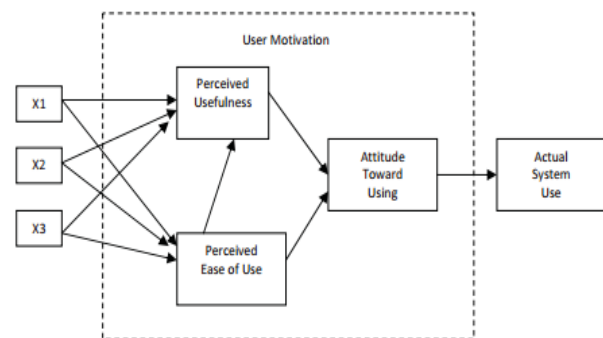 User Motivation
X1
X2
X3
Perceived
Usefulness
Perceived
Ease of Use
Attitude
Toward
Using
Actual
System
Use